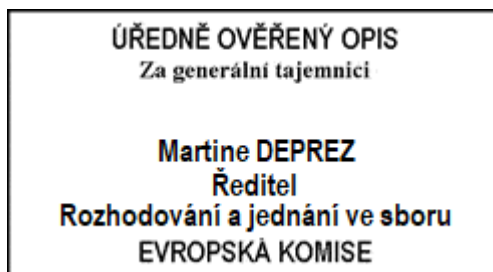 ÚŘEDNĚ OVĚŘENÝ OPIS
Za generální tajemnici
Martine DEPREZ
Ředitel
Rozhodování a jednání ve sboru
EVROPSKÁ KOMISE